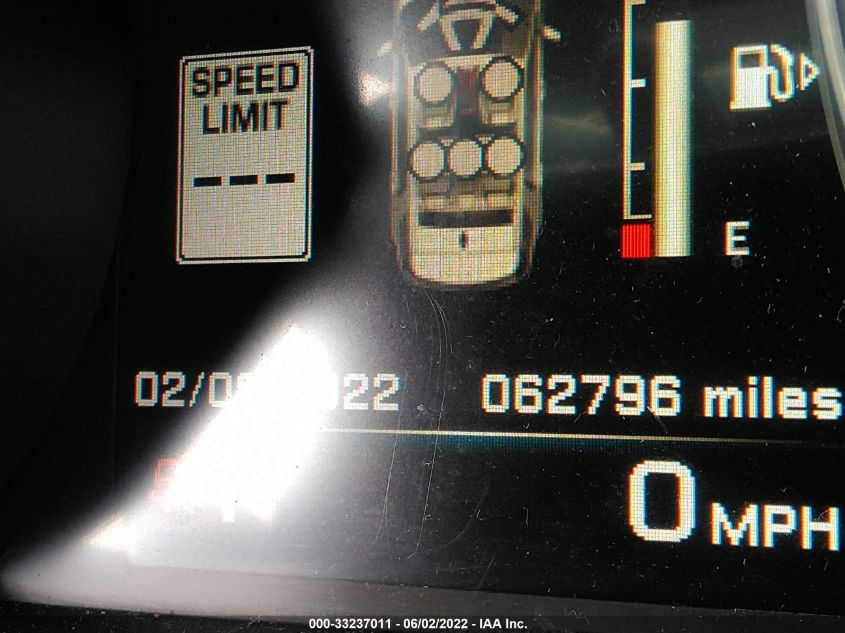 SPEED
LIMIT
---
E
062796 miles
0 MPH
000-33237011 - 06/02/2022 - IAA Inc.